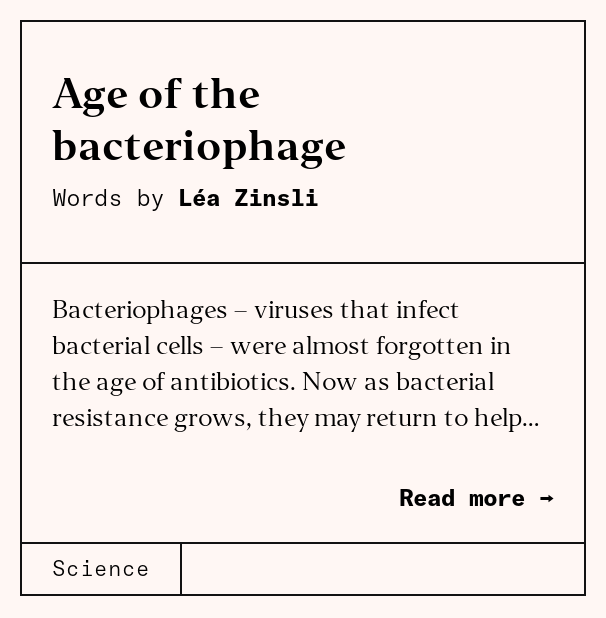 Age of the
bacteriophage
Words by Léa Zinsli
Bacteriophages – viruses that infect
bacterial cells – were almost forgotten in
the age of antibiotics. Now as bacterial
resistance grows, they may return to help...
Read more →
Science